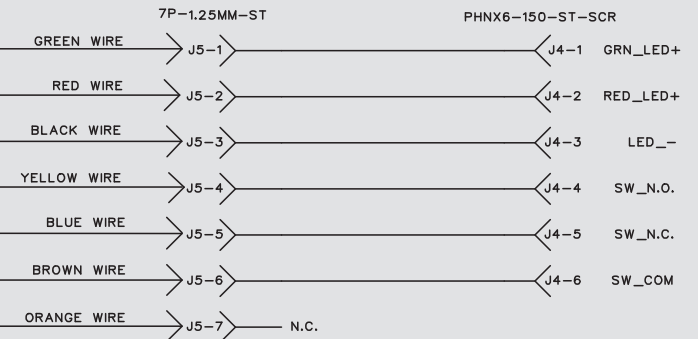 7P-1.25MM-ST PHNX6-150-ST-SCR
GREEN WIRE J5-1 J4-1 GRN_LED+
RED WIRE J5-2 J4-2 RED_LED+
BLACK WIRE J5-3 J4-3 LED_-
YELLOW WIRE J5-4 J4-4 SW_N.O.
BLUE WIRE J5-5 J4-5 SW_N.C.
BROWN WIRE J5-6 J4-6 SW_COM
ORANGE WIRE J5-7 N.C.